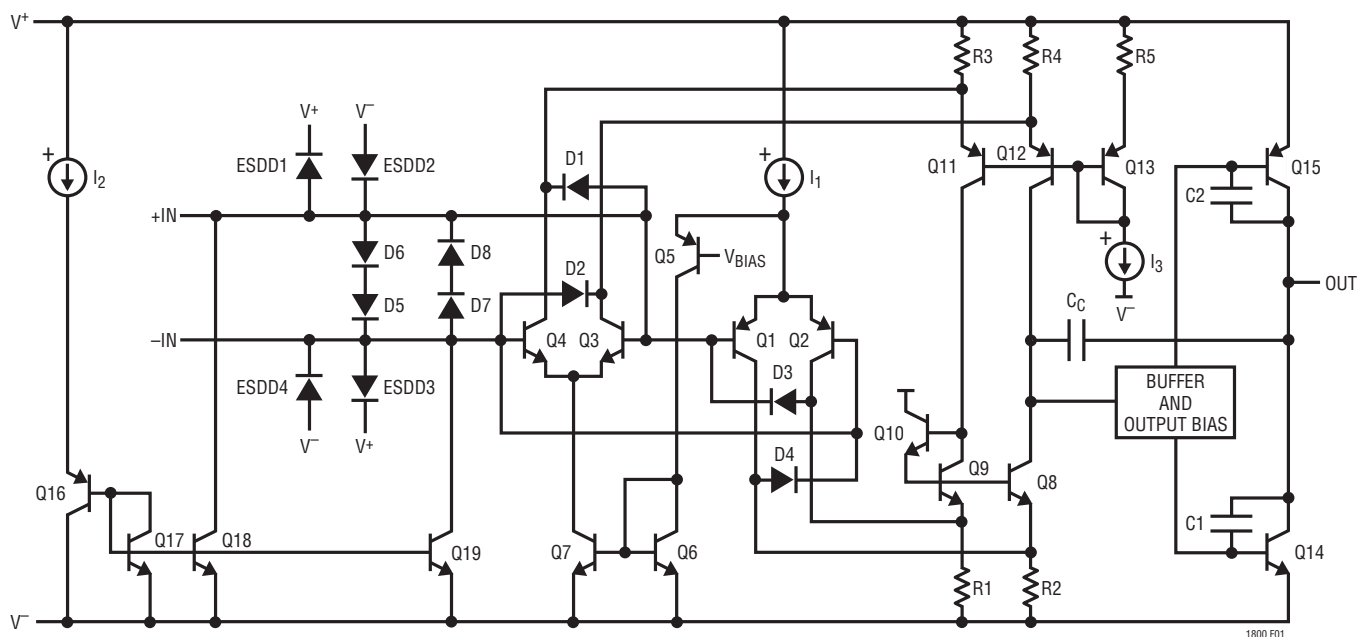 V+
R3
R4
R5
V+
V–
+
I2
ESDD1
ESDD2
D1
+
I1
Q11
Q12
Q13
Q15
C2
+IN
D6
D8
Q5
VBIAS
+
I3
V–
OUT
D2
D5
D7
CC
–IN
Q4
Q3
Q1
Q2
ESDD4
ESDD3
D3
BUFFER
AND
OUTPUT BIAS
V–
V+
Q10
D4
Q9
Q8
Q16
C1
Q17
Q18
Q19
Q7
Q6
Q14
R1
R2
V–
1800 F01